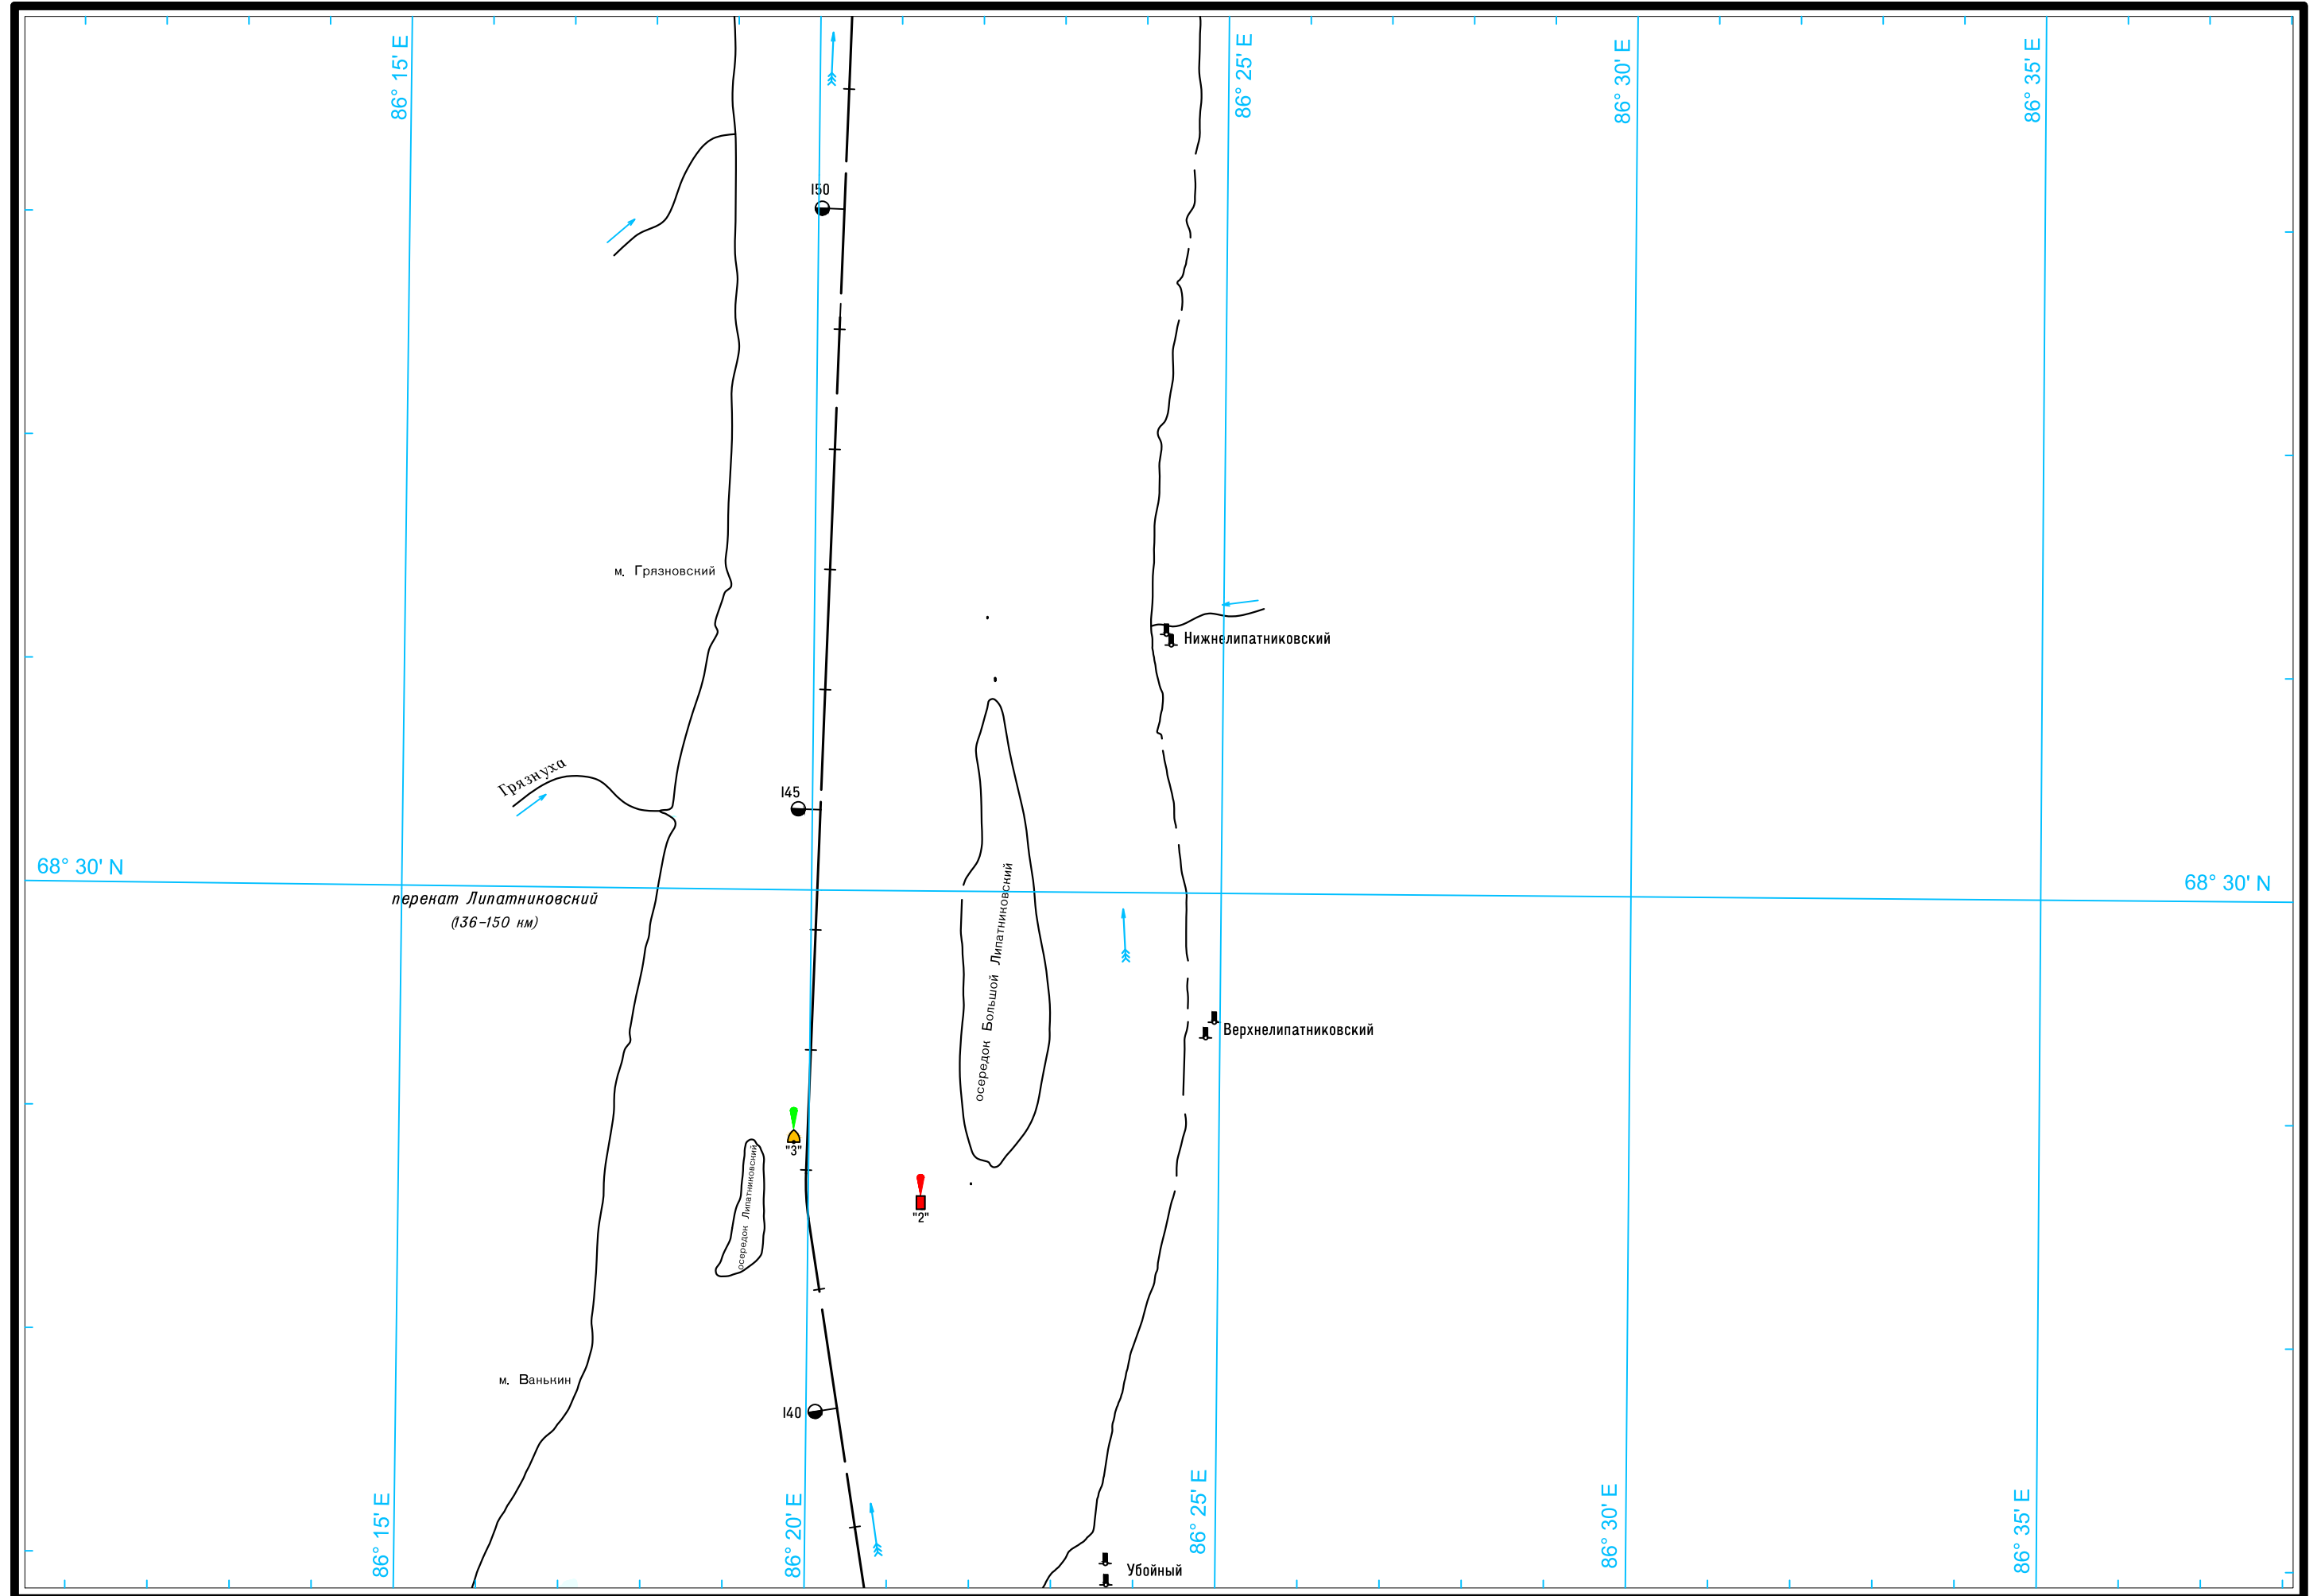 86° 15' E
86° 25' E
86° 30' E
86° 35' E
150
м. Грязновский
Нижнелипатниковский
Грязнуха
145
68° 30' N
68° 30' N
перекат Липатниковский
(136-150 км)
осередок Большой Липатниковский
Верхнелипатниковский
"3"
осередок Липатниковский
"2"
м. Ванькин
140
86° 15' E
86° 20' E
86° 25' E
86° 30' E
86° 35' E
Убойный